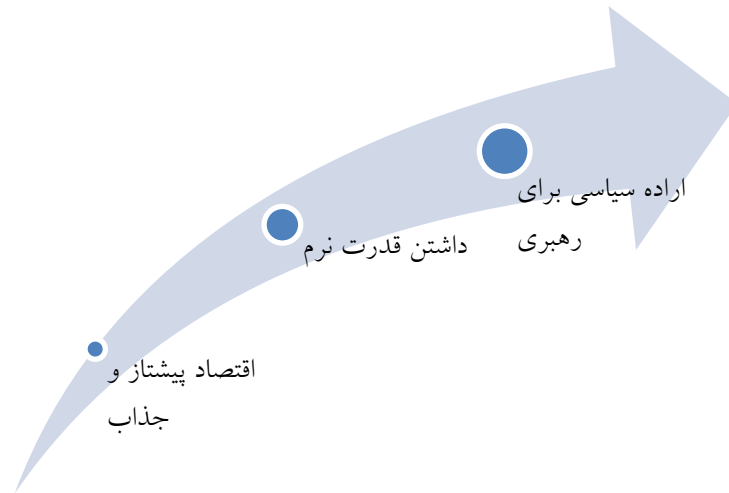 اراده سیاسی برای
رهبری
داشتن قدرت نرم
اقتصاد پیشتاز و
جذاب